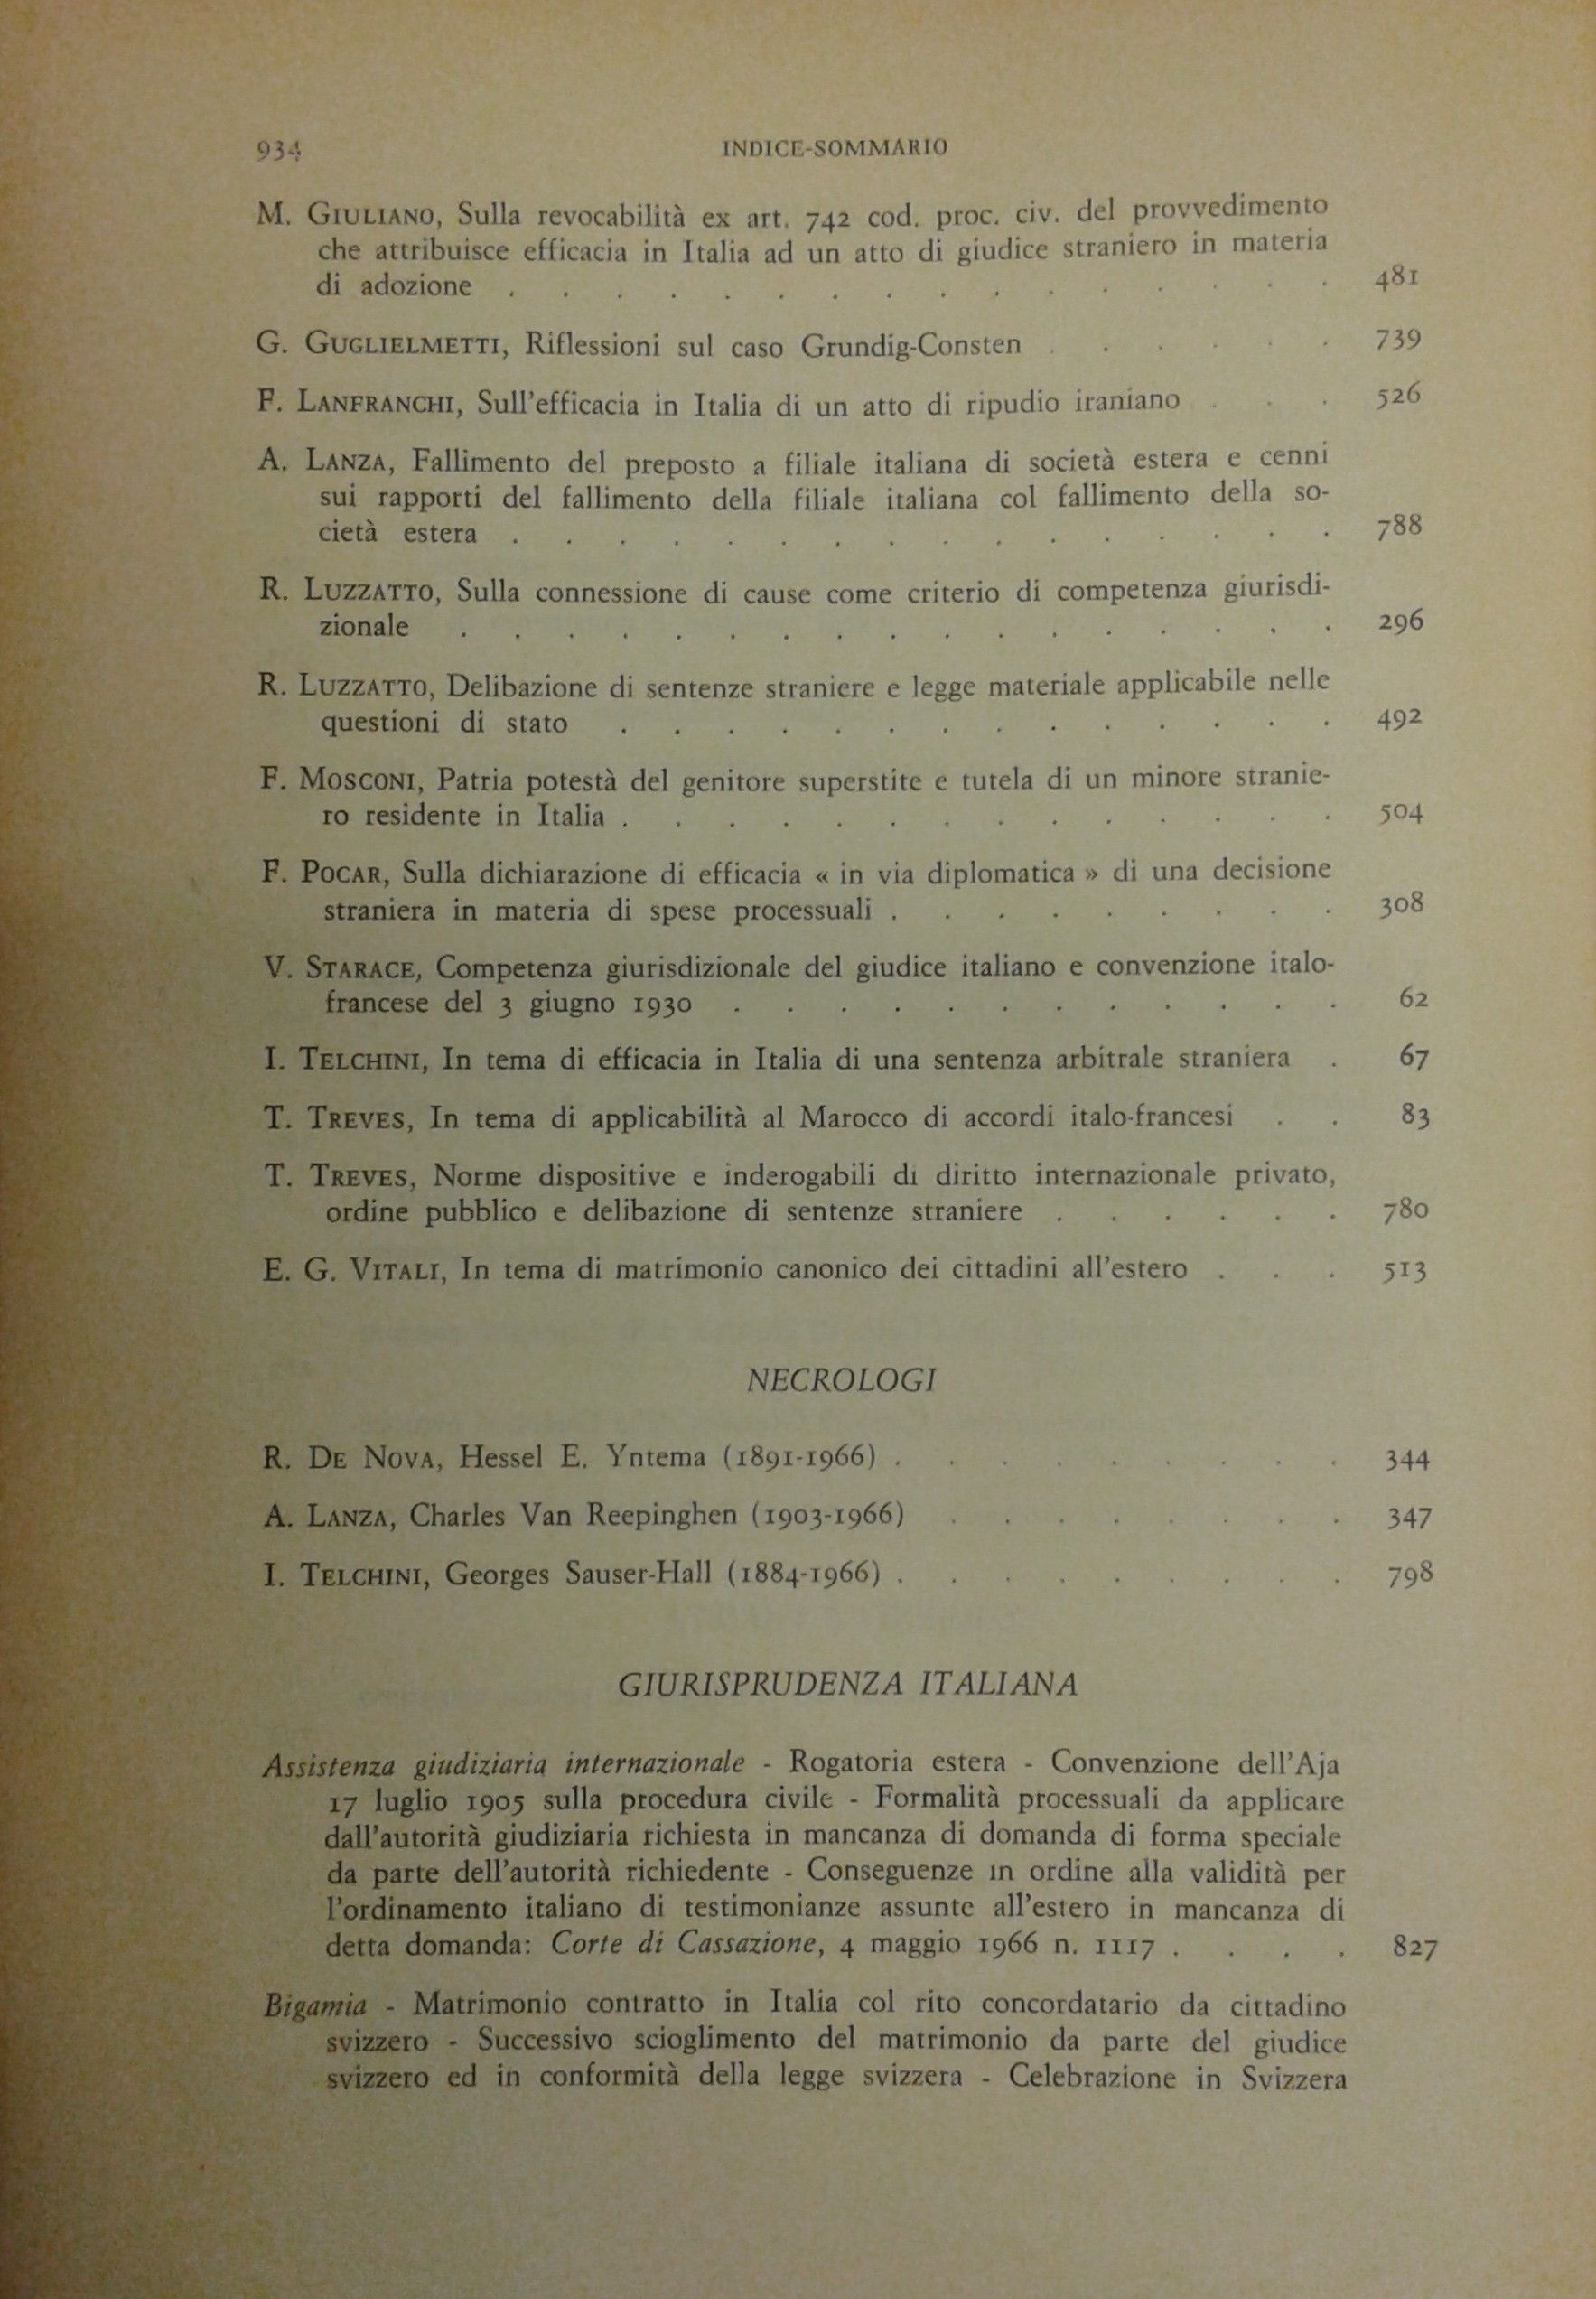 934
INDICE-SOMMARIO
M. GIULIANO, Sulla revocabilità ex art. 742 cod. proc. civ. del provvedimento
che attribuisce efficacia in Italia ad un atto di giudice straniero in materia
di adozione . . . . . . . . . . . . . . . . 481
G. GUGLIELMETTI, Riflessioni sul caso Grundig-Consten . . . . . . 739
F. LANFRANCHI, Sull'efficacia in Italia di un atto di ripudio iraniano . . . 526
A. LANZA, Fallimento del preposto a filiale italiana di società estera e cenni
sui rapporti del fallimento della filiale italiana col fallimento della so-
cietà estera . . . . . . . . . . . . . . . . 788
R. LUZZATTO, Sulla connessione di cause come criterio di competenza giurisdi-
zionale . . . . . . . . . . . . . . . . . 296
R. LUZZATTO, Delibazione di sentenze straniere e legge materiale applicabile nelle
questioni di stato . . . . . . . . . . . . . . 492
F. MOSCONI, Patria potestà del genitore superstite e tutela di un minore stranie-
ro residente in Italia . . . . . . . . . . . . . . 504
F. POCAR, Sulla dichiarazione di efficacia « in via diplomatica » di una decisione
straniera in materia di spese processuali . . . . . . . . . 308
V. STARACE, Competenza giurisdizionale del giudice italiano e convenzione italo-
francese del 3 giugno 1930 . . . . . . . . . . . . 62
I. TELCHINI, In tema di efficacia in Italia di una sentenza arbitrale straniera . 67
T. TREVES, In tema di applicabilità al Marocco di accordi italo-francesi . . 83
T. TREVES, Norme dispositive e inderogabili di diritto internazionale privato,
ordine pubblico e delibazione di sentenze straniere . . . . . . 780
E. G. VITALI, In tema di matrimonio canonico dei cittadini all'estero . . . 513
NECROLOGI
R. DE NOVA, Hessel E. Yntema (1891-1966) . . . . . . . . . 344
A. LANZA, Charles Van Reepinghen (1903-1966) . . . . . . . . 347
I. TELCHINI, Georges Sauser-Hall (1884-1966) . . . . . . . . . 798
GIURISPRUDENZA ITALIANA
Assistenza giudiziaria internazionale - Rogatoria estera - Convenzione dell'Aja
17 luglio 1905 sulla procedura civile - Formalità processuali da applicare
dall'autorità giudiziaria richiesta in mancanza di domanda di forma speciale
da parte dell'autorità richiedente - Conseguenze in ordine alla validità per
l'ordinamento italiano di testimonianze assunte all'estero in mancanza di
detta domanda: Corte di Cassazione, 4 maggio 1966 n. 1117 . . . . 827
Bigamia - Matrimonio contratto in Italia col rito concordatario da cittadino
svizzero - Successivo scioglimento del matrimonio da parte del giudice
svizzero ed in conformità della legge svizzera - Celebrazione in Svizzera